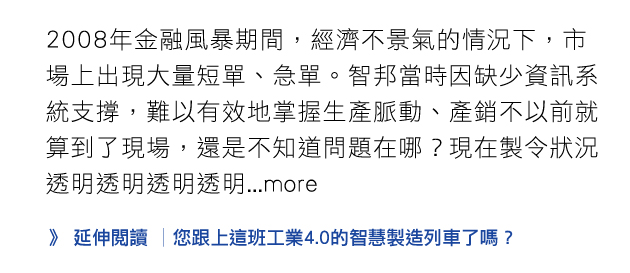 2008年金融風暴期間，經濟不景氣的情況下，市
場上出現大量短單、急單。智邦當時因缺少資訊系
統支撐，難以有效地掌握生產脈動、產銷不以前就
算到了現場，還是不知道問題在哪？現在製令狀況
透明透明透明透明...more
》 延伸閱讀 ｜您跟上這班工業4.0的智慧製造列車了嗎？